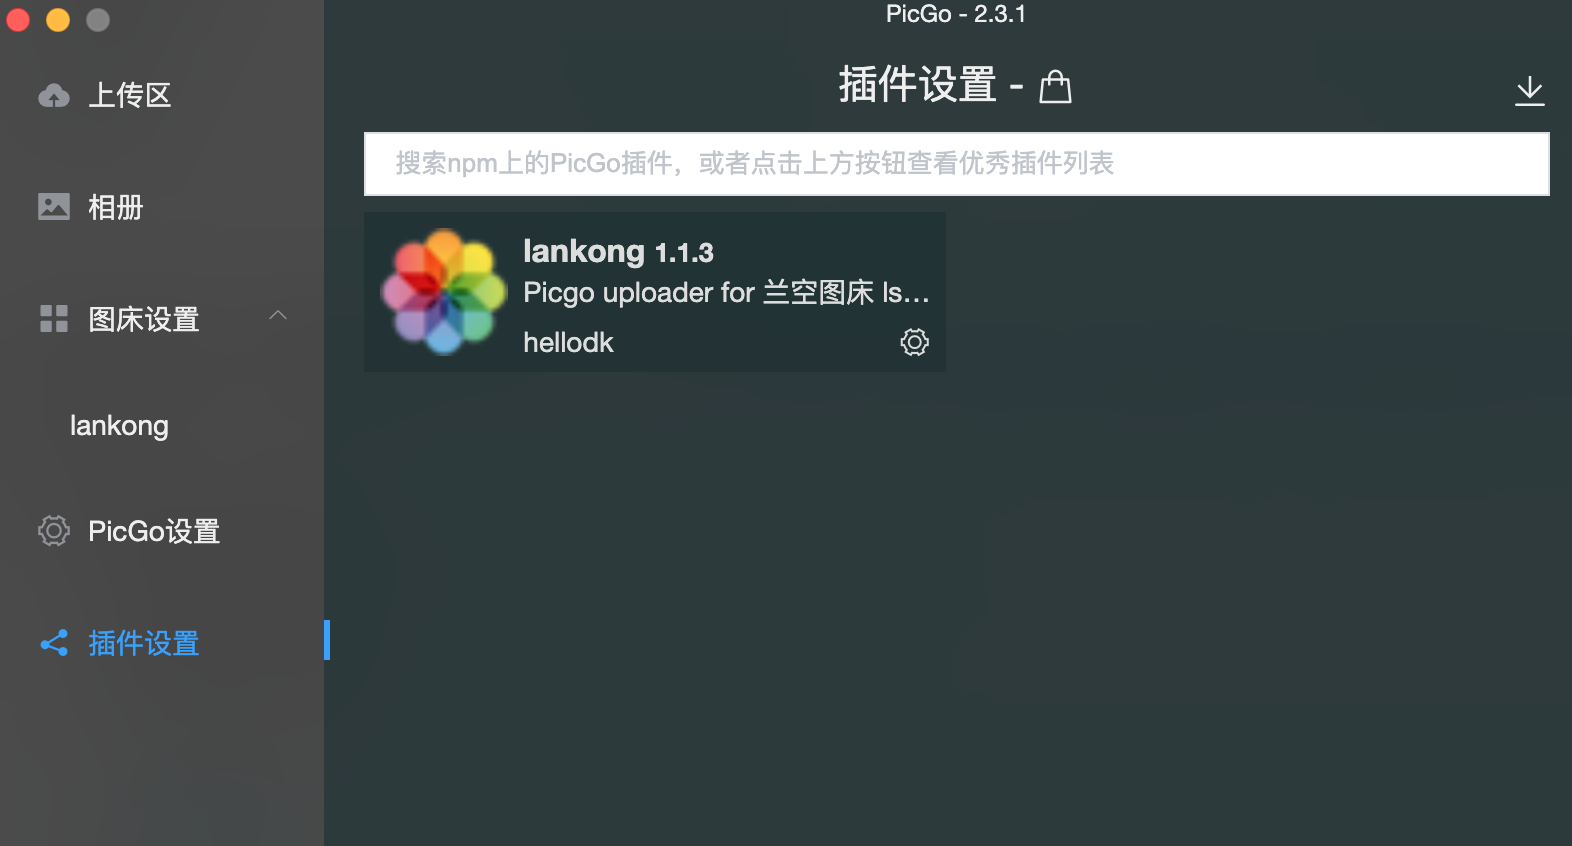 PicGo - 2.3.1
上传区
相册
图床设置
lankong
PicGo设置
插件设置
插件设置 -
搜索npm上的PicGo插件，或者点击上方按钮查看优秀插件列表
lankong 1.1.3
Picgo uploader for 兰空图床 ls...
hellodk